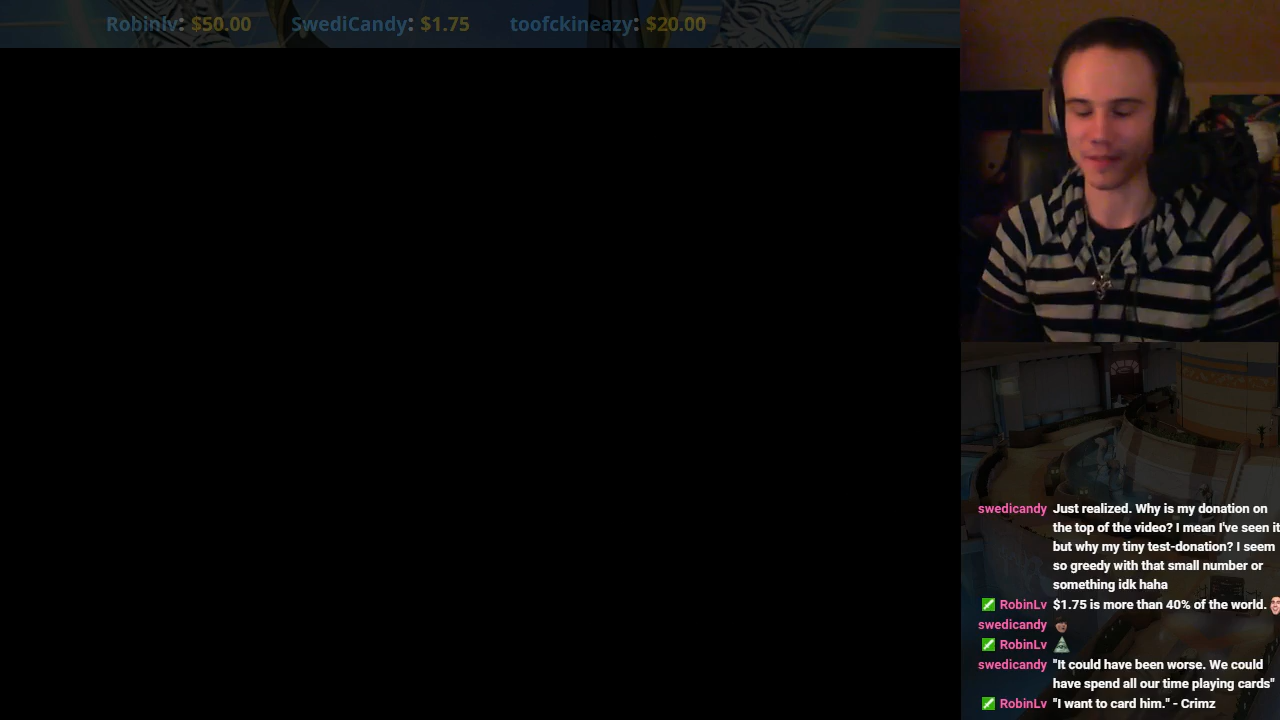 Robinlv: $50.00 SwediCandy: $1.75 toofckineazy: $20.00
swedicandy Just realized. Why is my donation on
the top of the video? I mean I've seen it
but why my tiny test-donation? I seem
so greedy with that small number or
something idk haha
RobinLv $1.75 is more than 40% of the world.
swedicandy
RobinLv
swedicandy "It could have been worse. We could
have spend all our time playing cards"
RobinLv "I want to card him." - Crimz